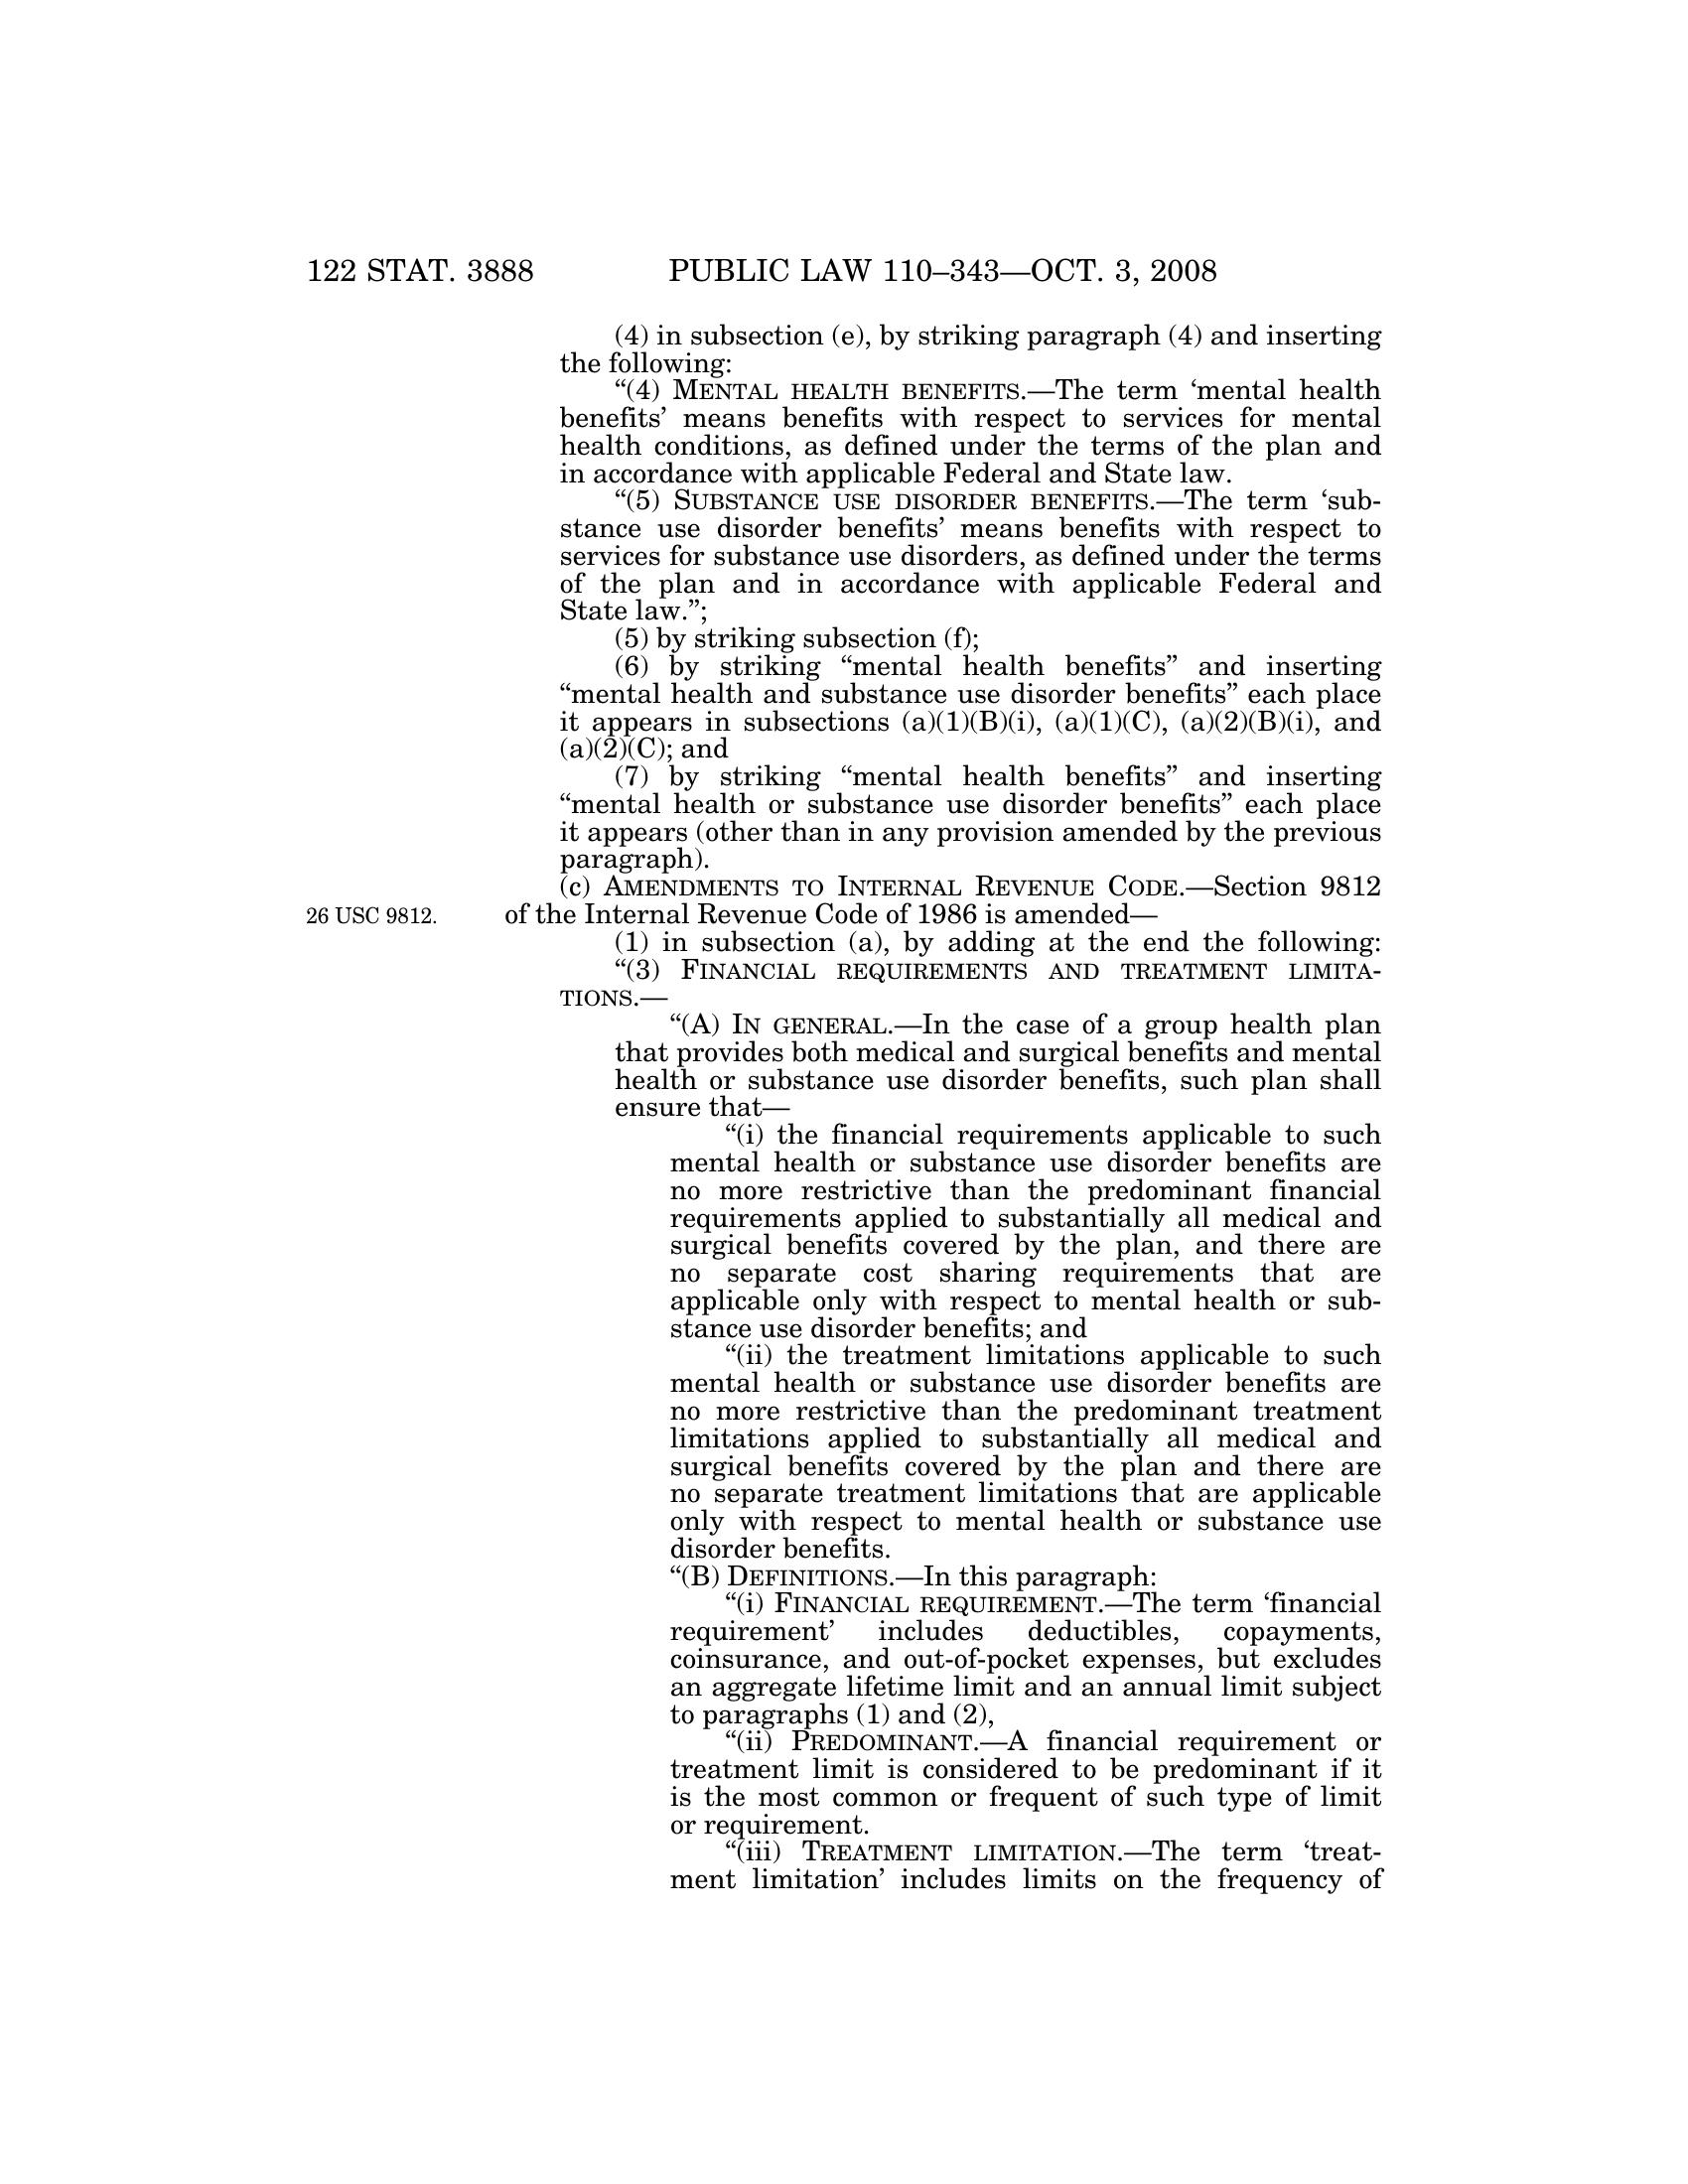 122 STAT. 3888 PUBLIC LAW 110–343—OCT. 3, 2008
(4) in subsection (e), by striking paragraph (4) and inserting
the following:
“(4) MENTAL HEALTH BENEFITS.—The term ‘mental health
benefits’ means benefits with respect to services for mental
health conditions, as defined under the terms of the plan and
in accordance with applicable Federal and State law.
“(5) SUBSTANCE USE DISORDER BENEFITS.—The term ‘sub-
stance use disorder benefits’ means benefits with respect to
services for substance use disorders, as defined under the terms
of the plan and in accordance with applicable Federal and
State law.”;
(5) by striking subsection (f);
(6) by striking “mental health benefits” and inserting
“mental health and substance use disorder benefits” each place
it appears in subsections (a)(1)(B)(i), (a)(1)(C), (a)(2)(B)(i), and
(a)(2)(C); and
(7) by striking “mental health benefits” and inserting
“mental health or substance use disorder benefits” each place
it appears (other than in any provision amended by the previous
paragraph).
(c) AMENDMENTS TO INTERNAL REVENUE CODE.—Section 9812
26 USC 9812. of the Internal Revenue Code of 1986 is amended—
(1) in subsection (a), by adding at the end the following:
“(3) FINANCIAL REQUIREMENTS AND TREATMENT LIMITA-
TIONS.—
“(A) IN GENERAL.—In the case of a group health plan
that provides both medical and surgical benefits and mental
health or substance use disorder benefits, such plan shall
ensure that—
“(i) the financial requirements applicable to such
mental health or substance use disorder benefits are
no more restrictive than the predominant financial
requirements applied to substantially all medical and
surgical benefits covered by the plan, and there are
no separate cost sharing requirements that are
applicable only with respect to mental health or sub-
stance use disorder benefits; and
“(ii) the treatment limitations applicable to such
mental health or substance use disorder benefits are
no more restrictive than the predominant treatment
limitations applied to substantially all medical and
surgical benefits covered by the plan and there are
no separate treatment limitations that are applicable
only with respect to mental health or substance use
disorder benefits.
“(B) DEFINITIONS.—In this paragraph:
“(i) FINANCIAL REQUIREMENT.—The term ‘financial
requirement’ includes deductibles, copayments,
coinsurance, and out-of-pocket expenses, but excludes
an aggregate lifetime limit and an annual limit subject
to paragraphs (1) and (2),
“(ii) PREDOMINANT.—A financial requirement or
treatment limit is considered to be predominant if it
is the most common or frequent of such type of limit
or requirement.
“(iii) TREATMENT LIMITATION.—The term ‘treat-
ment limitation’ includes limits on the frequency of